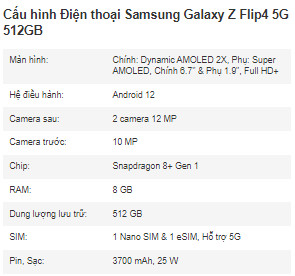 Cấu hình Điện thoại Samsung Galaxy Z Flip4 5G
512GB
Màn hình: Chính: Dynamic AMOLED 2X, Phụ: Super
AMOLED, Chính 6.7" & Phụ 1.9", Full HD+
Hệ điều hành: Android 12
Camera sau: 2 camera 12 MP
Camera trước: 10 MP
Chip: Snapdragon 8+ Gen 1
RAM: 8 GB
Dung lượng lưu trữ: 512 GB
SIM: 1 Nano SIM & 1 eSIM, Hỗ trợ 5G
Pin, Sạc: 3700 mAh, 25 W